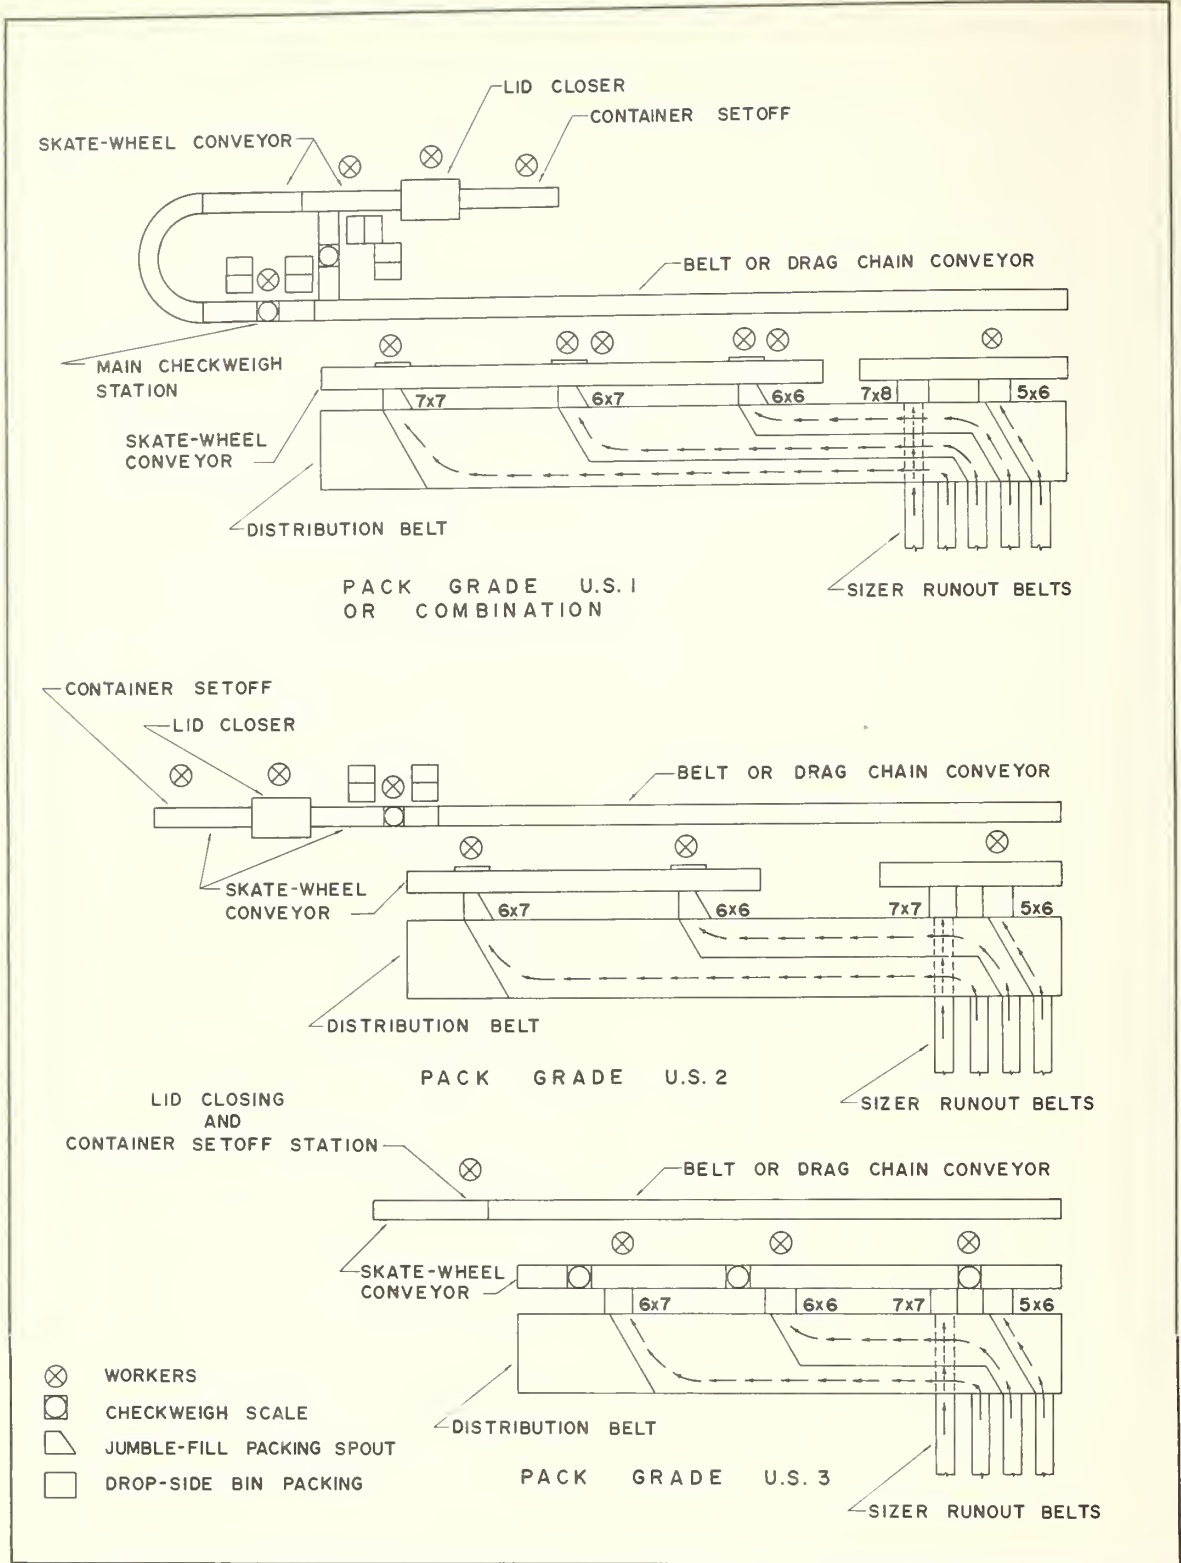 LID CLOSER
CONTAINER SETOFF
SKATE-WHEEL CONVEYOR
BELT OR DRAG CHAIN CONVEYOR
MAIN CHECKWEIGH
STATION
7x7
6x7
6x6
7x8
5x6
SKATE-WHEEL
CONVEYOR
DISTRIBUTION BELT
SIZER RUNOUT BELTS
PACK GRADE U.S. 1
OR COMBINATION
CONTAINER SETOFF
LID CLOSER
BELT OR DRAG CHAIN CONVEYOR
SKATE-WHEEL
CONVEYOR
6x7
6x6
7x7
5x6
DISTRIBUTION BELT
PACK GRADE U.S. 2
SIZER RUNOUT BELTS
LID CLOSING
AND
CONTAINER SETOFF STATION
BELT OR DRAG CHAIN CONVEYOR
SKATE-WHEEL
CONVEYOR
6x7
6x6
7x7
5x6
DISTRIBUTION BELT
PACK GRADE U.S. 3
SIZER RUNOUT BELTS
WORKERS
CHECKWEIGH SCALE
JUMBLE-FILL PACKING SPOUT
DROP-SIDE BIN PACKING